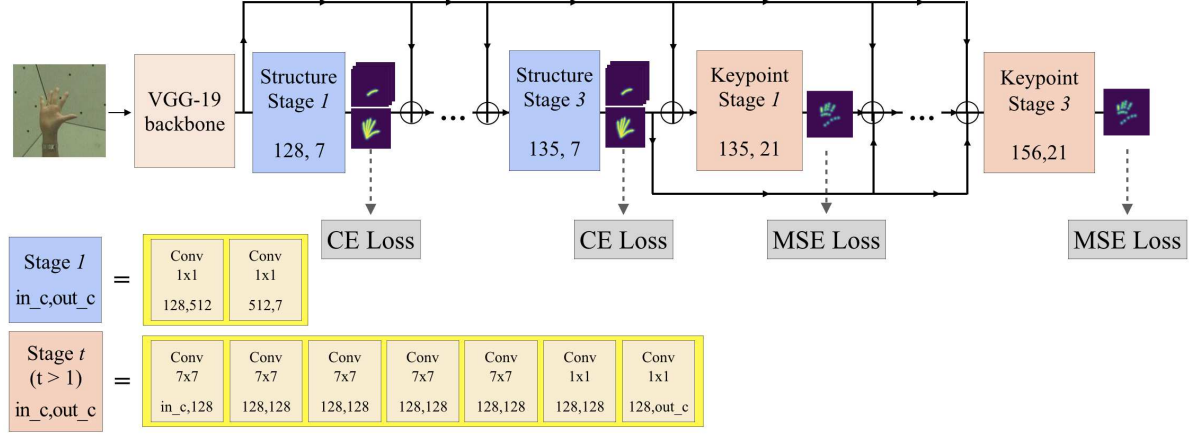 VGG-19
backbone
Structure
Stage 1
128, 7
...
Structure
Stage 3
135, 7
Keypoint
Stage 1
135, 21
...
Keypoint
Stage 3
156,21
CE Loss
CE Loss
MSE Loss
MSE Loss
Stage 1
in_c,out_c
=
Conv
1x1
128,512
Conv
1x1
512,7
Stage t
(t > 1)
in_c,out_c
=
Conv
7x7
in_c,128
Conv
7x7
128,128
Conv
7x7
128,128
Conv
7x7
128,128
Conv
7x7
128,128
Conv
1x1
128,128
Conv
1x1
128,out_c